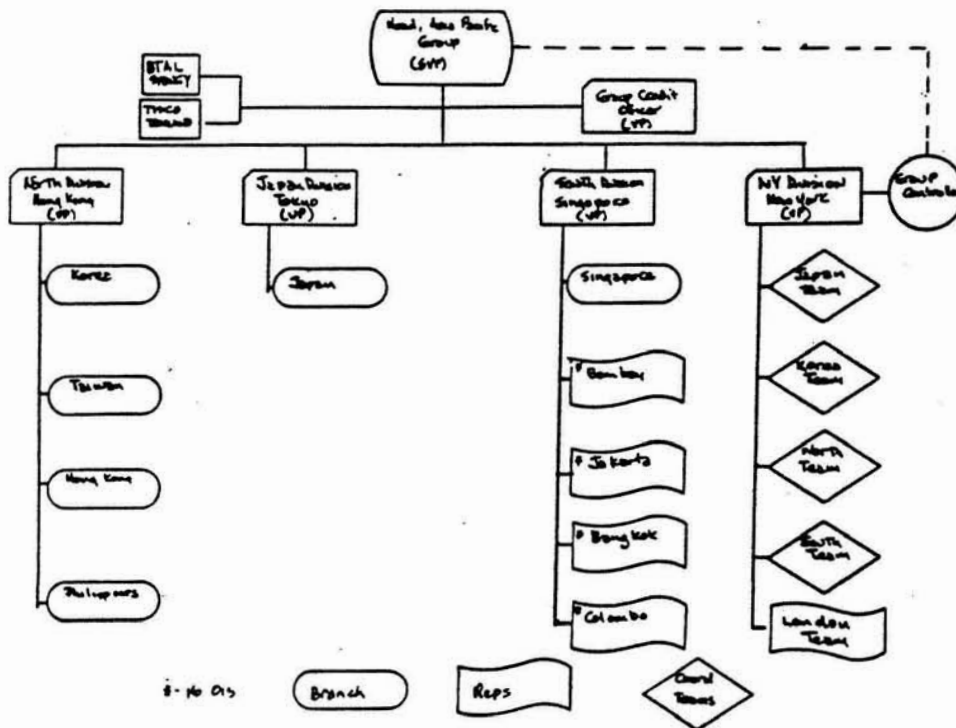 Head, Asia Pacific
Group
(SVP)
BTAL
SYDNEY
Group Credit
Officer
(VP)
North Division
Hong Kong
(VP)
Japan Division
Tokyo
(VP)
South Division
Singapore
(VP)
NY Division
New York
(VP)
Group
Controller
Korea
Japan
Singapore
Japan
Team
Taiwan
* Bombay
Korea
Team
Hong Kong
* Jakarta
North
Team
* Bangkok
South
Team
Philippines
* Colombo
London
Team
* - No
Branch
Reps
Coord
Teams